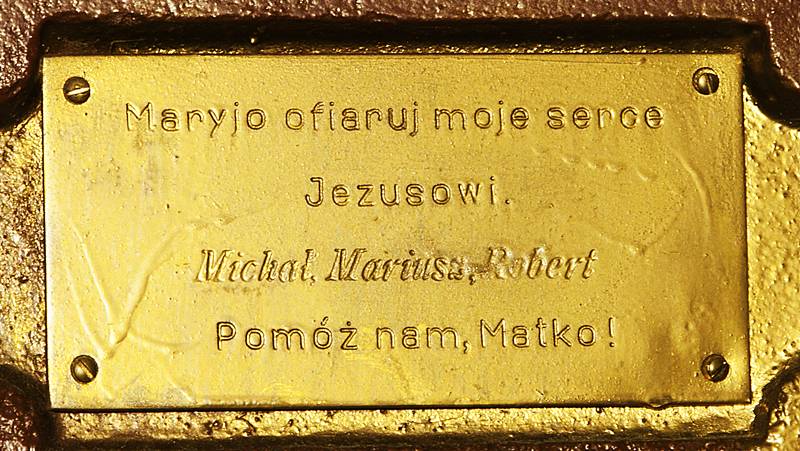 Maryjo ofiaruj moje serce
Jezusowi.
Michał, Mariusz, Robert
Pomóż nam, Matko!